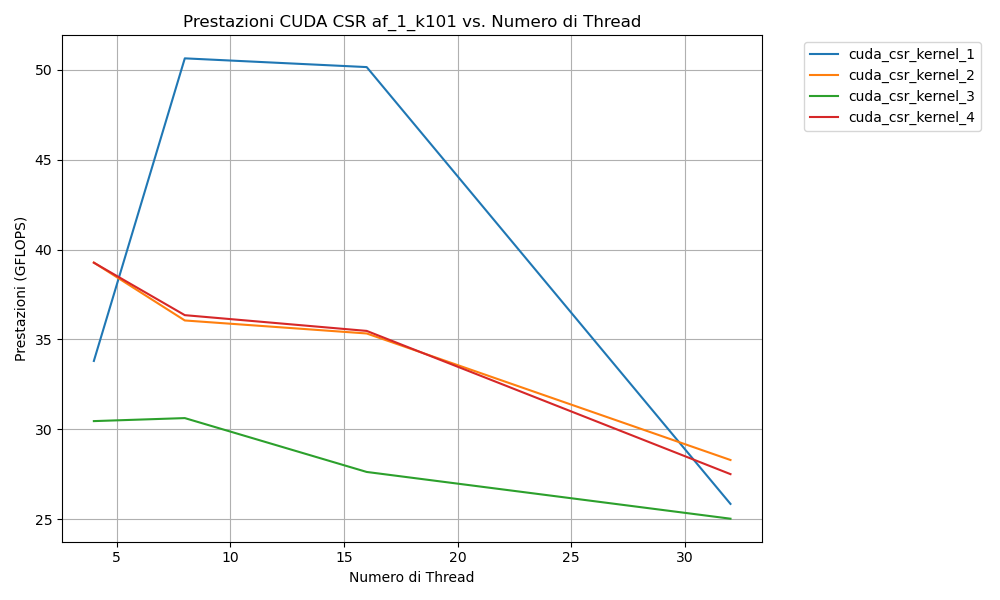 Prestazioni CUDA CSR af_1_k101 vs. Numero di Thread
cuda_csr_kernel_1
cuda_csr_kernel_2
cuda_csr_kernel_3
cuda_csr_kernel_4
Prestazioni (GFLOPS)
50
45
40
35
30
25
5 10 15 20 25 30
Numero di Thread